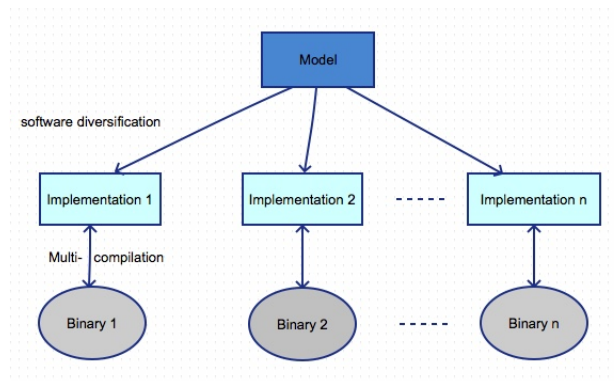 Model
software diversification
Implementation 1
Implementation 2
Implementation n
Multi- compilation
Binary 1
Binary 2
Binary n